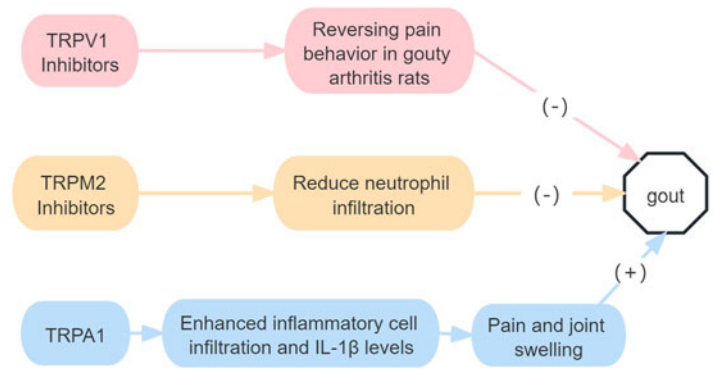 TRPV1
Inhibitors
Reversing pain
behavior in gouty
arthritis rats
(-)
TRPM2
Inhibitors
Reduce neutrophil
infiltration
(-)
gout
TRPA1
Enhanced inflammatory cell
infiltration and IL-1β levels
Pain and joint
swelling
(+)